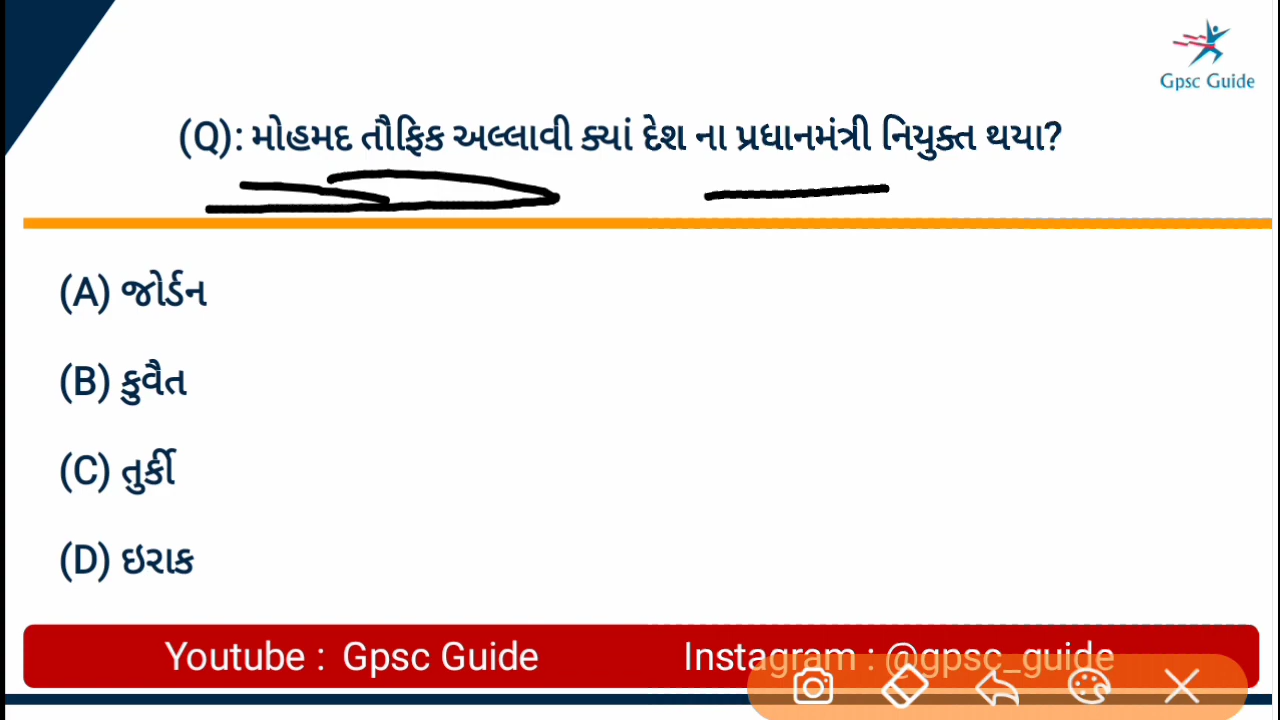 Gpsc Guide
(Q): મોહમદ તૌફિક અલ્લાવી ક્યાં દેશ ના પ્રધાનમંત્રી નિયુક્ત થયા?
(A) જોર્ડન
(B) કુવૈત
(C) તુર્કી
(D) ઇરાક
Youtube : Gpsc Guide Instagram : @gpsc_guide